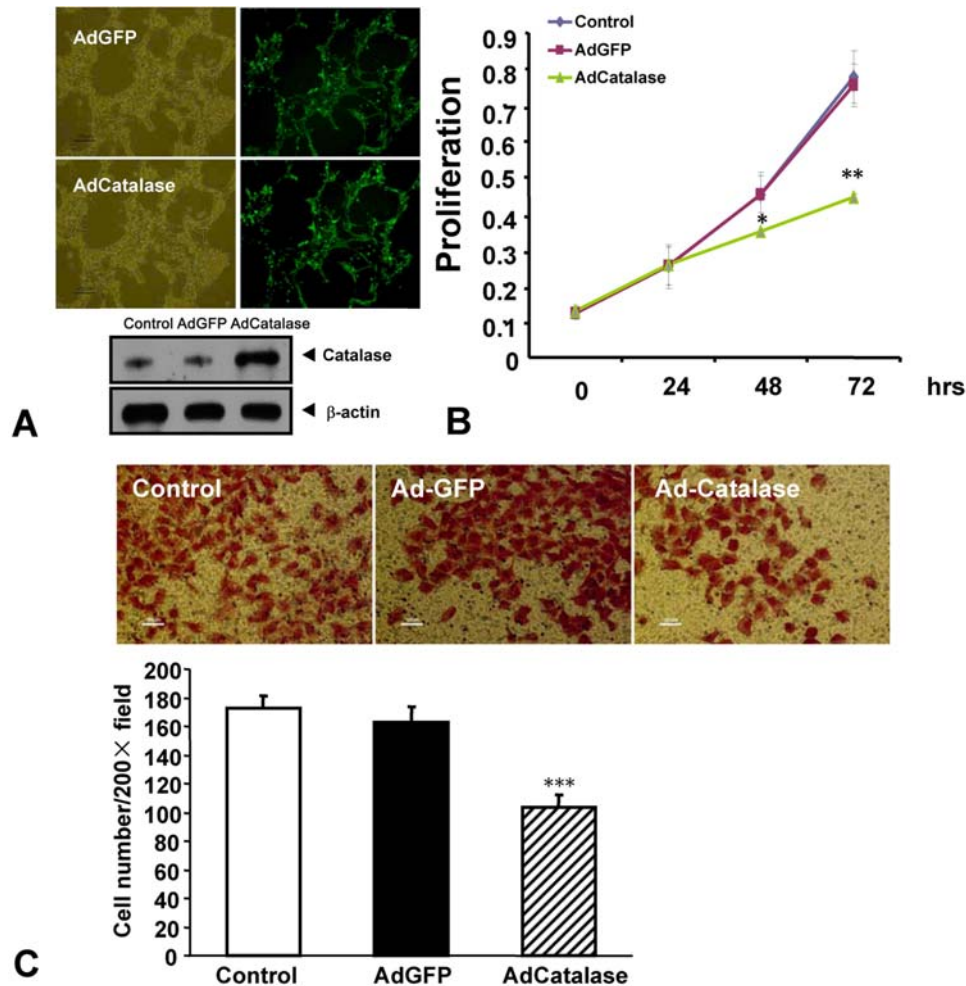 AdGFP
AdCatalase
Control AdGFP AdCatalase
Catalase
β-actin
A
Control
AdGFP
AdCatalase
Proliferation
0.9
0.8
0.7
0.6
0.5
0.4
0.3
0.2
0.1
0
**
*
0 24 48 72 hrs
B
Control
Ad-GFP
Ad-Catalase
Cell number/200× field
200
180
160
140
120
100
80
60
40
20
0
***
Control AdGFP AdCatalase
C